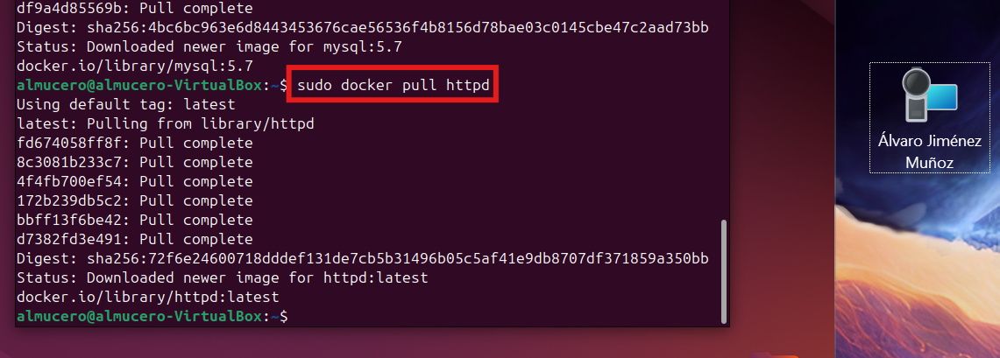 df9a4d85569b: Pull complete
Digest: sha256:4bc6bc963e6d8443453676cae56536f4b8156d78bae03c0145cbe47c2aad73bb
Status: Downloaded newer image for mysql:5.7
docker.io/library/mysql:5.7
almucero@almucero-VirtualBox:~$ sudo docker pull httpd
Using default tag: latest
latest: Pulling from library/httpd
fd674058ff8f: Pull complete
8c3081b233c7: Pull complete
4f4fb700ef54: Pull complete
172b239db5c2: Pull complete
bbff13f6be42: Pull complete
d7382fd3e491: Pull complete
Digest: sha256:72f6e24600718dddef131de7cb5b31496b05c5af41e9db8707df371859a350bb
Status: Downloaded newer image for httpd:latest
docker.io/library/httpd:latest
almucero@almucero-VirtualBox:~$
Álvaro Jiménez
Muñoz